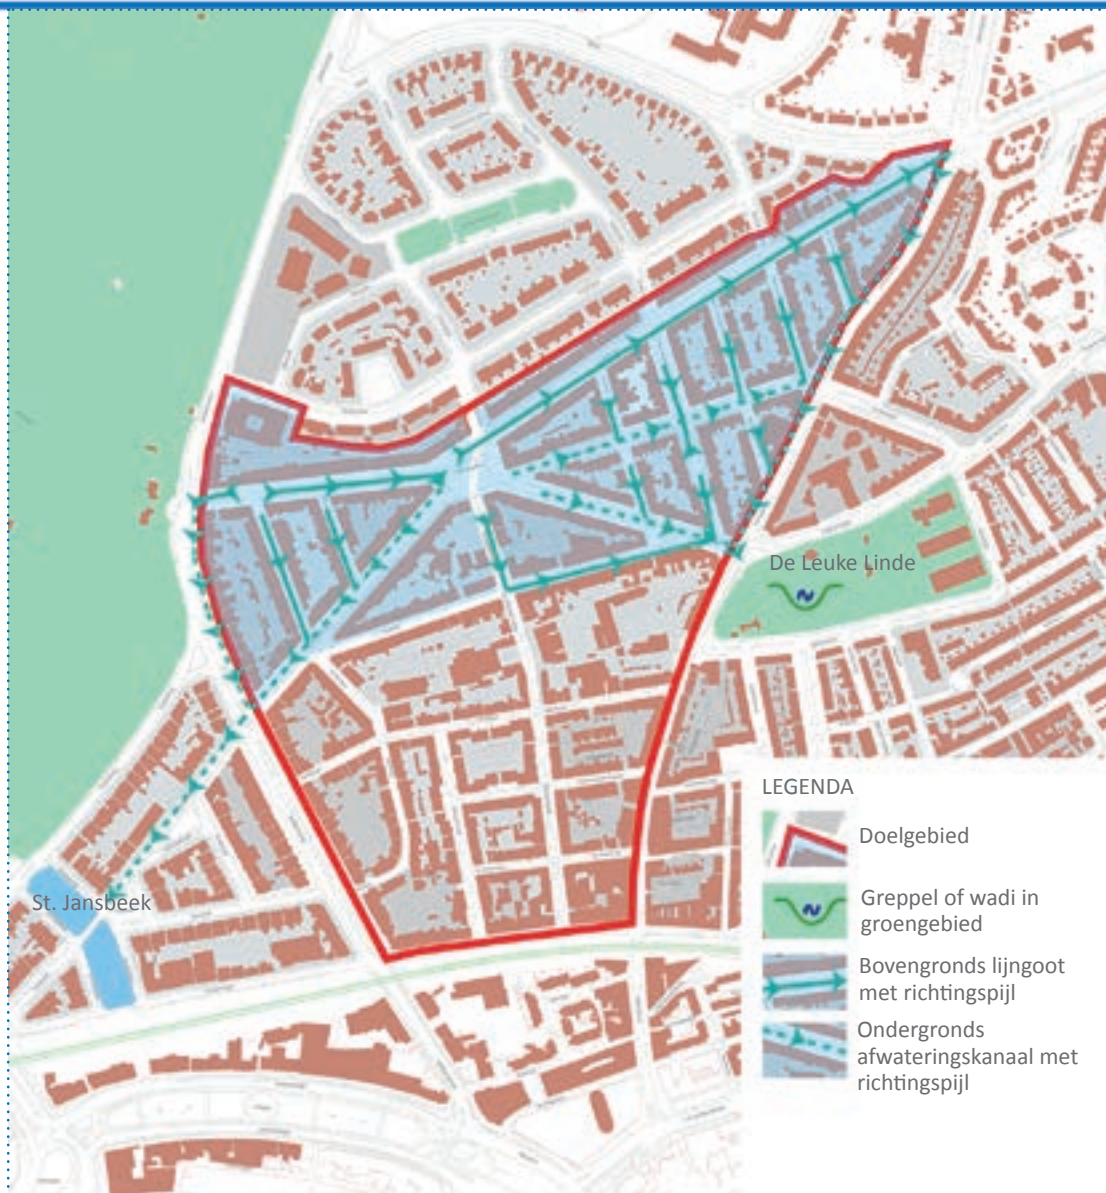 De Leuke Linde
St. Jansbeek
LEGENDA
Doelgebied
Greppel of wadi in
groengebied
Bovengronds lijngoot
met richtingspijl
Ondergronds
afwateringskanaal met
richtingspijl